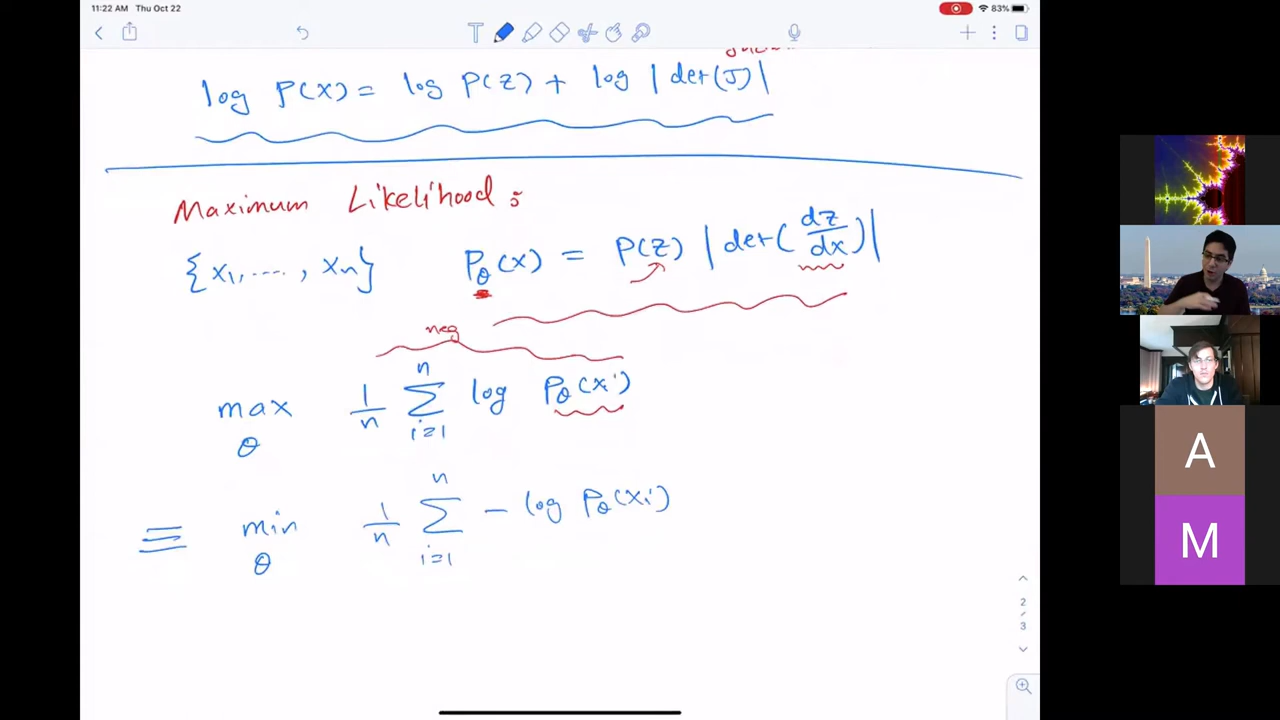 11:22 AM Thu Oct 22
83%
log P(x) = log P(z) + log | det(J) |
Maximum Likelihood :
{x1, ...., xn} Pθ(x) = P(z) | det( dz/dx ) |
neg
max θ 1/n Σ i=1 n log Pθ(xi)
≡ min θ 1/n Σ i=1 n - log Pθ(xi)
A
M
2
/
3